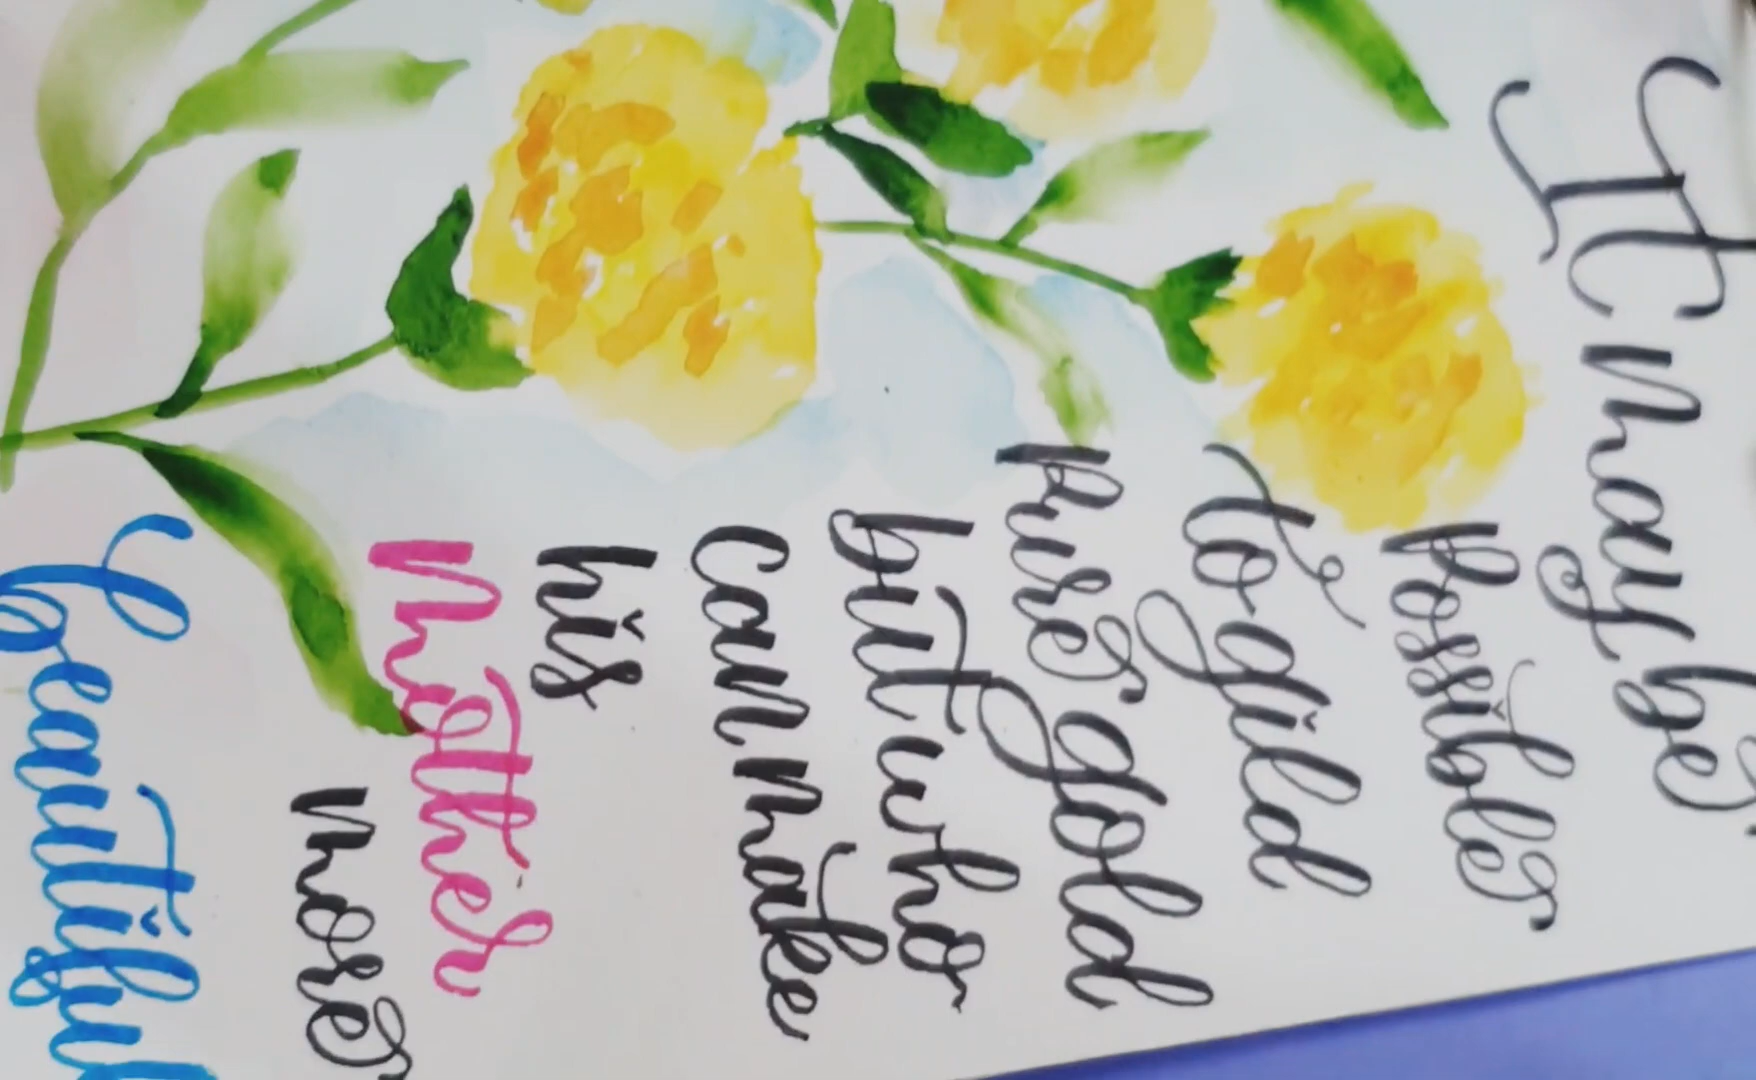 It may be
possible
to gild
pure gold
but who
can make
his
mother
more
beautiful